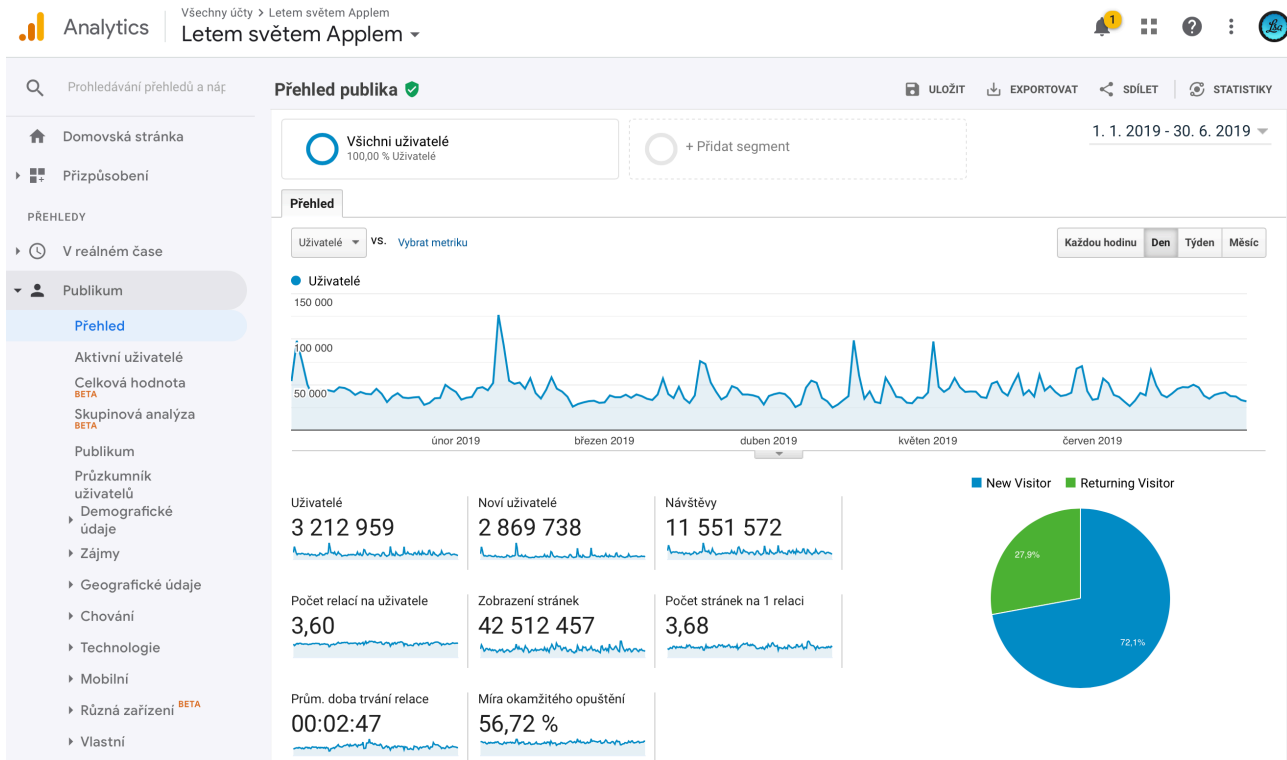 Analytics
Všechny účty > Letem světem Applem
Letem světem Applem
1
Prohledávání přehledů a náp
Domovská stránka
Přizpůsobení
PŘEHLEDY
V reálném čase
Publikum
Přehled
Aktivní uživatelé
Celková hodnota
BETA
Skupinová analýza
BETA
Publikum
Průzkumník
uživatelů
Demografické
údaje
Zájmy
Geografické údaje
Chování
Technologie
Mobilní
Různá zařízení BETA
Vlastní
Přehled publika
ULOŽIT
EXPORTOVAT
SDÍLET
STATISTIKY
Všichni uživatelé
100,00 % Uživatelé
+ Přidat segment
1. 1. 2019 - 30. 6. 2019
Přehled
Uživatelé
VS.
Vybrat metriku
Každou hodinu
Den
Týden
Měsíc
Uživatelé
150 000
100 000
50 000
únor 2019
březen 2019
duben 2019
květen 2019
červen 2019
New Visitor
Returning Visitor
27,9%
72,1%
Uživatelé
3 212 959
Noví uživatelé
2 869 738
Návštěvy
11 551 572
Počet relací na uživatele
3,60
Zobrazení stránek
42 512 457
Počet stránek na 1 relaci
3,68
Prům. doba trvání relace
00:02:47
Míra okamžitého opuštění
56,72 %